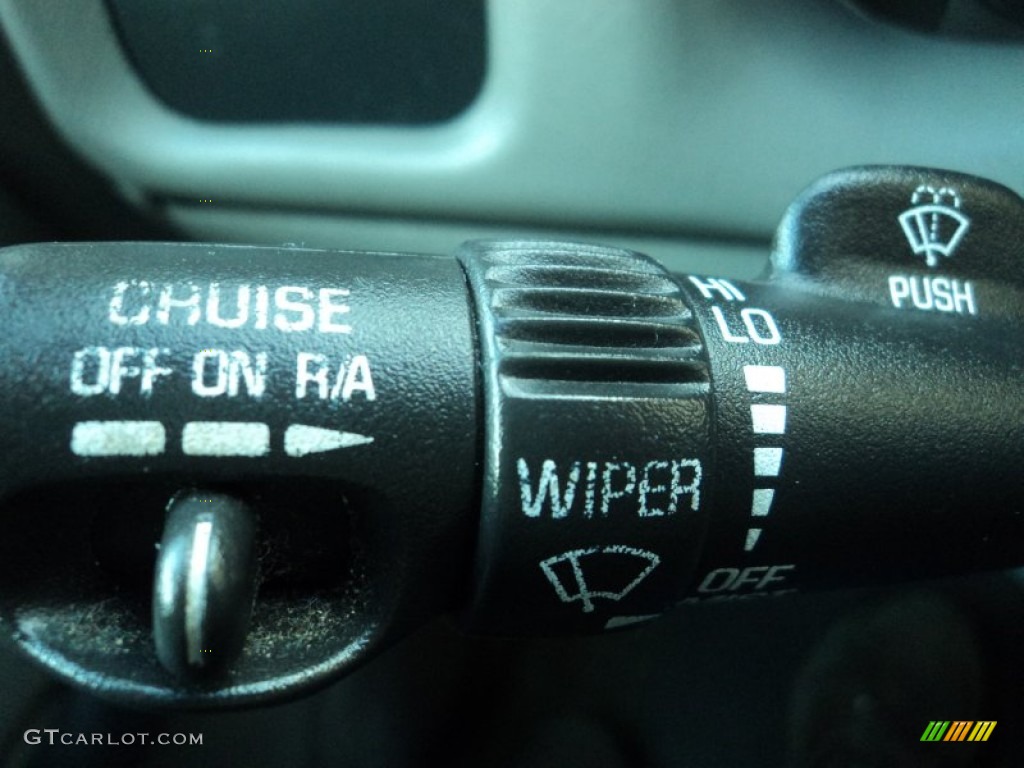 CRUISE
OFF ON R/A
WIPER
HI
LO
OFF
PUSH
GTCARLOT.COM